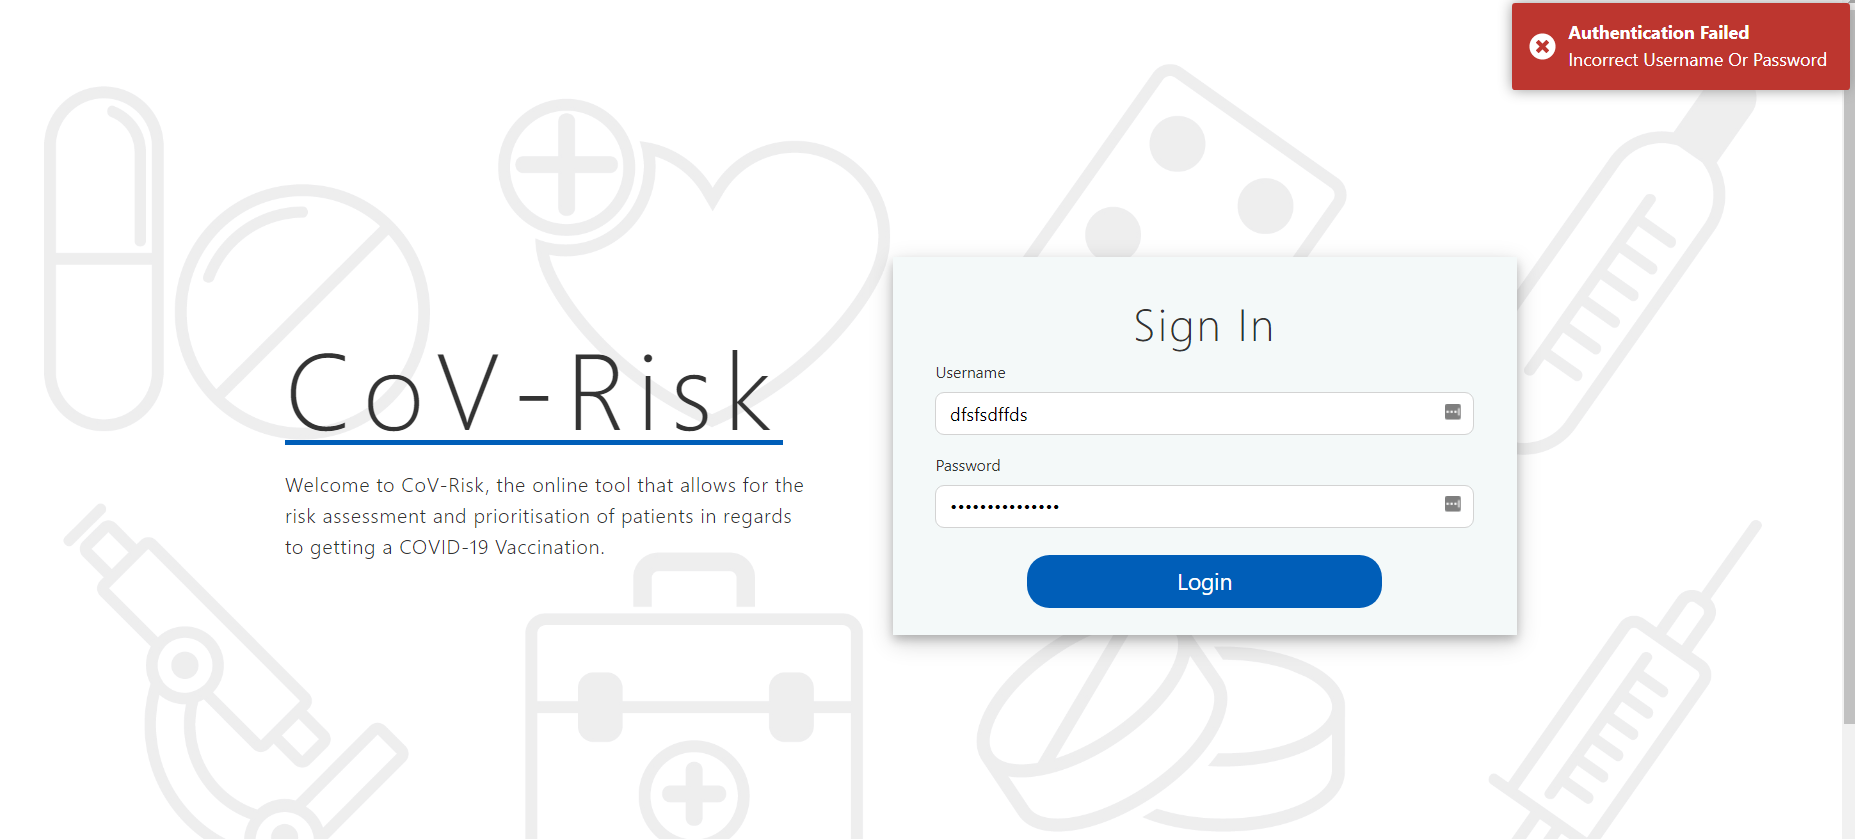 Authentication Failed
Incorrect Username Or Password
CoV-Risk
Welcome to CoV-Risk, the online tool that allows for the
risk assessment and prioritisation of patients in regards
to getting a COVID-19 Vaccination.
Sign In
Username
dfsfsdffds
Password
•••••••••••••••
Login